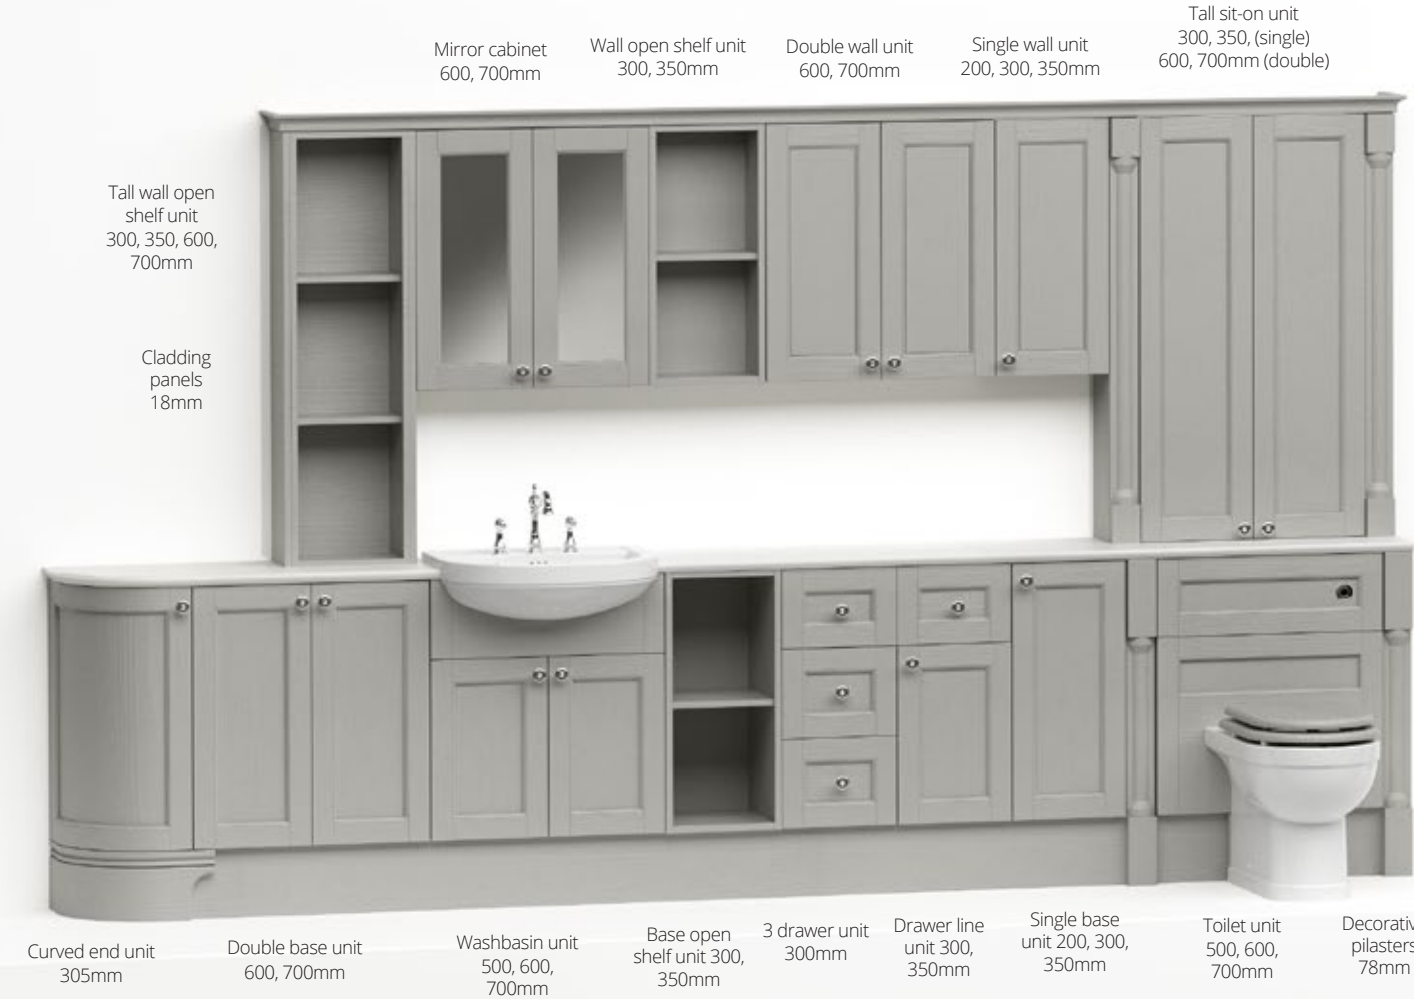 Mirror cabinet
600, 700mm
Wall open shelf unit
300, 350mm
Double wall unit
600, 700mm
Single wall unit
200, 300, 350mm
Tall sit-on unit
300, 350, (single)
600, 700mm (double)
Tall wall open
shelf unit
300, 350, 600,
700mm
Cladding
panels
18mm
Curved end unit
305mm
Double base unit
600, 700mm
Washbasin unit
500, 600,
700mm
Base open
shelf unit 300,
350mm
3 drawer unit
300mm
Drawer line
unit 300,
350mm
Single base
unit 200, 300,
350mm
Toilet unit
500, 600,
700mm
Decorativ
pilasters
78mm